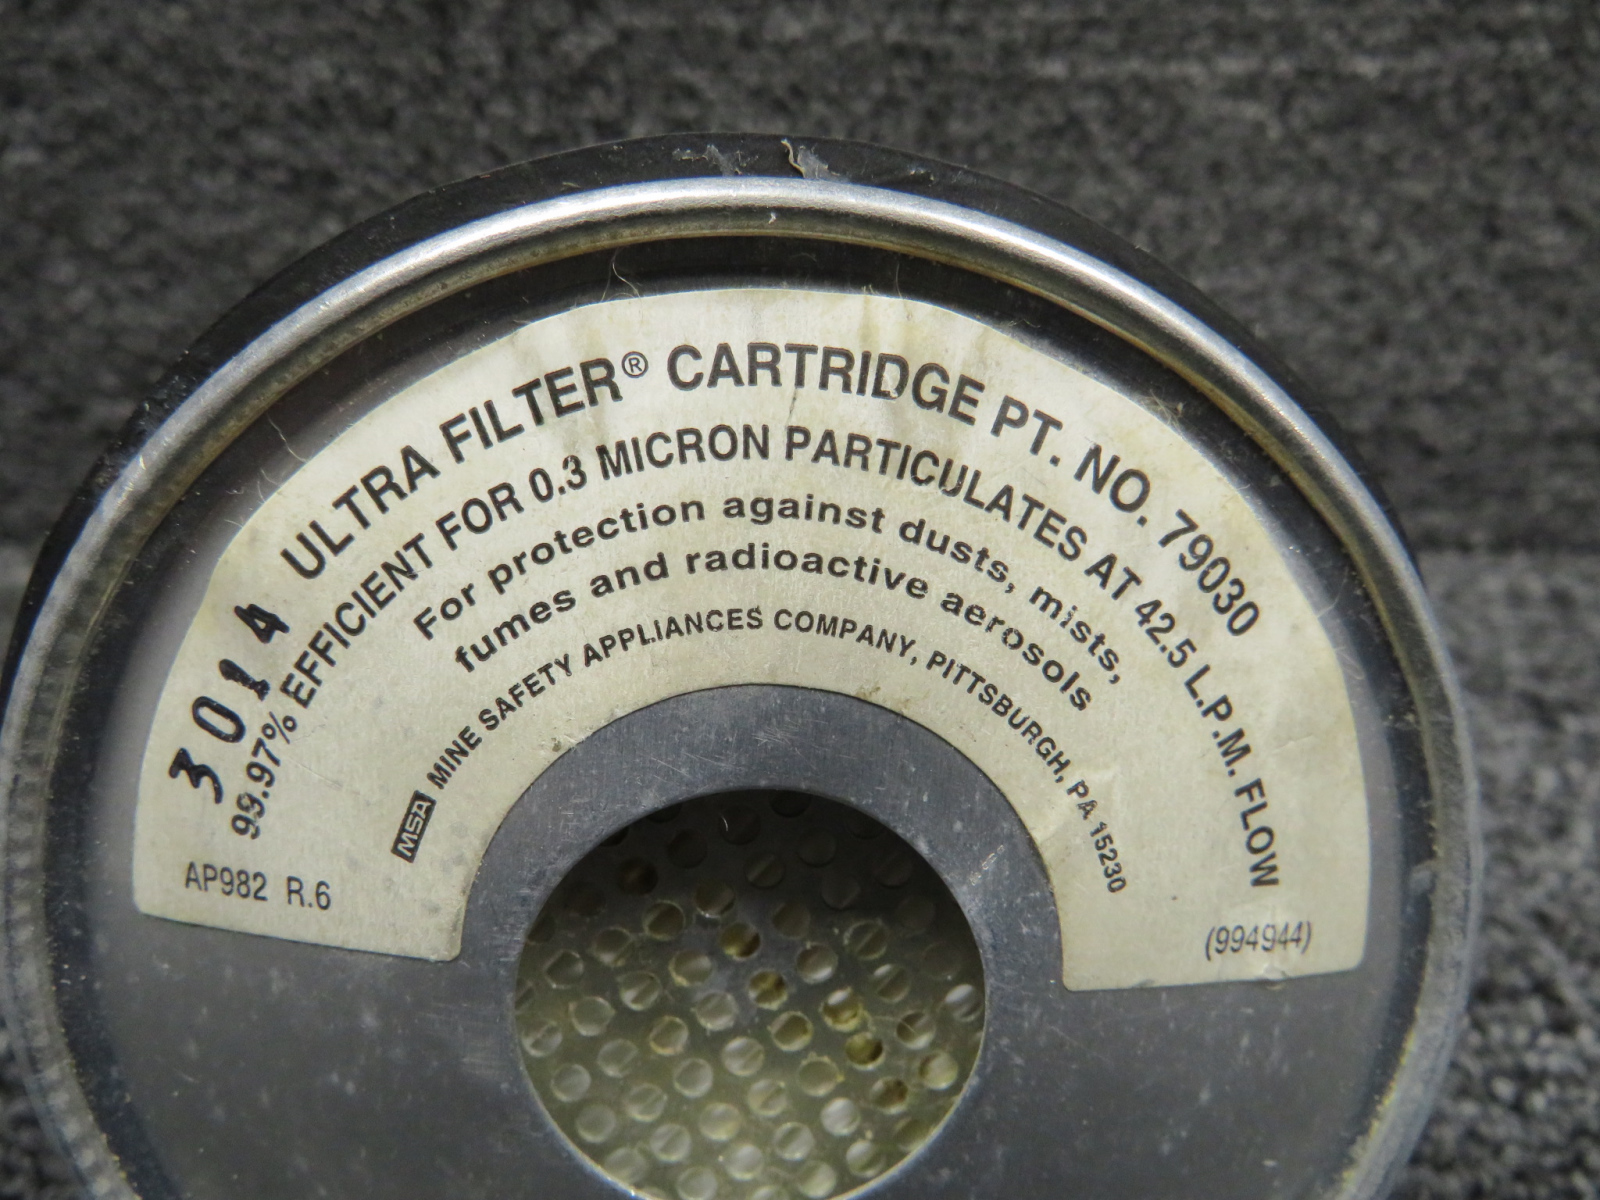 3014
ULTRA FILTER® CARTRIDGE PT. NO. 79030
99.97% EFFICIENT FOR 0.3 MICRON PARTICULATES AT 42.5 L.P.M. FLOW
For protection against dusts, mists,
fumes and radioactive aerosols
MSA MINE SAFETY APPLIANCES COMPANY, PITTSBURGH, PA 15230
AP982 R.6
(994944)